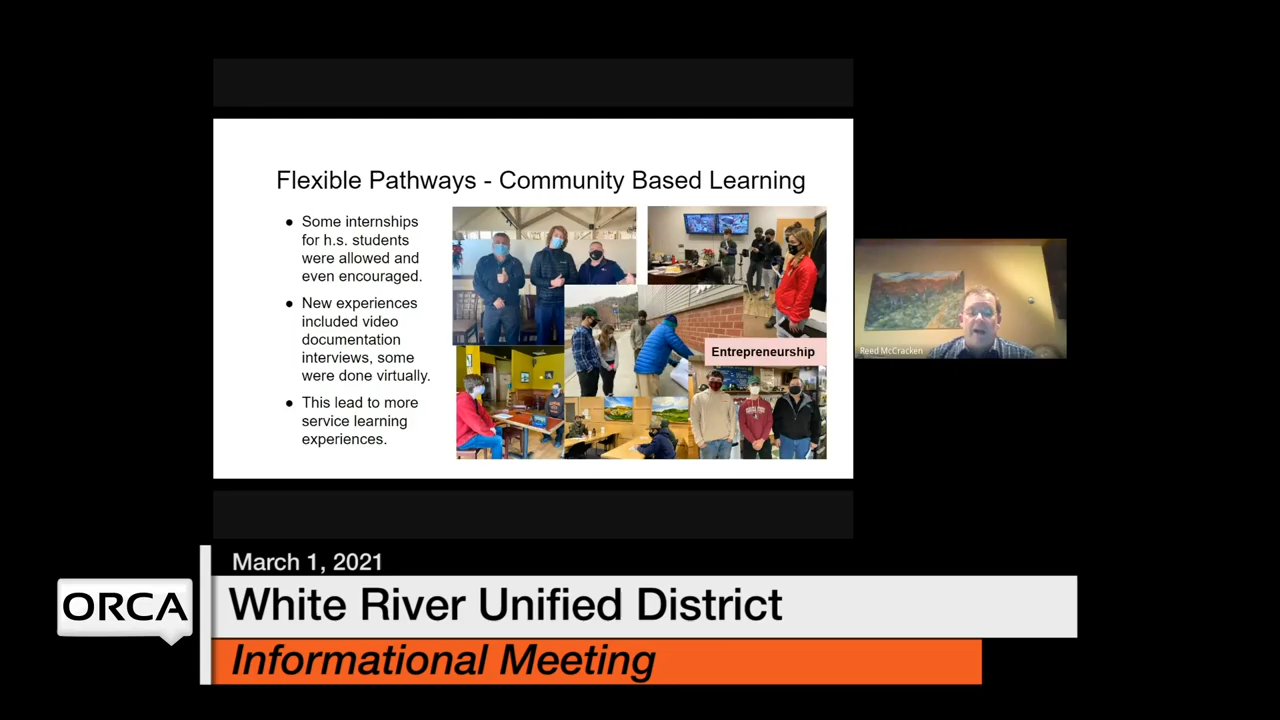 Flexible Pathways - Community Based Learning
● Some internships
for h.s. students
were allowed and
even encouraged.
● New experiences
included video
documentation
interviews, some
were done virtually.
● This lead to more
service learning
experiences.
Entrepreneurship
Reed McCracken
March 1, 2021
ORCA
White River Unified District
Informational Meeting